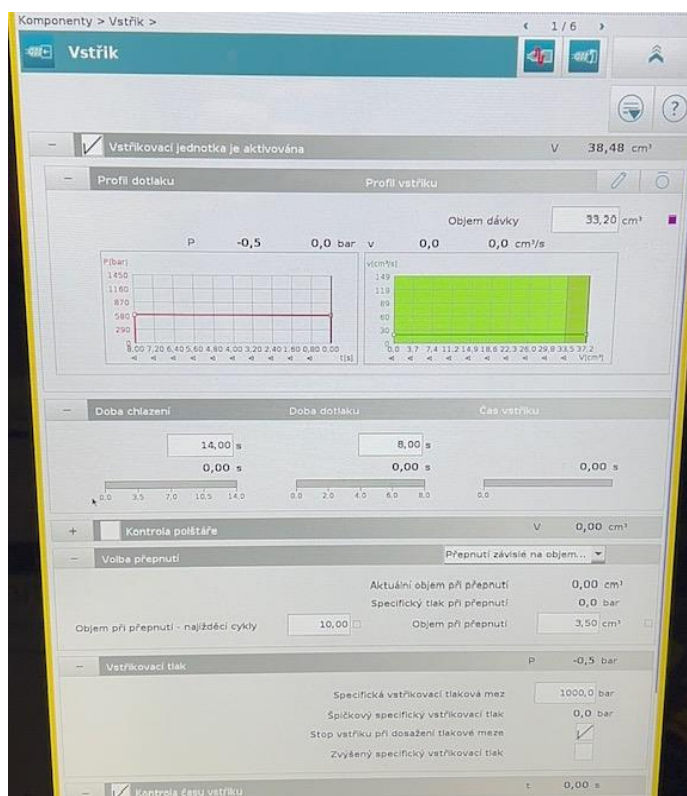 Komponenty > Vstřik >
1/6
Vstřik
?
Vstřikovací jednotka je aktivována V 38,48 cm³
Profil dotlaku Profil vstřiku
Objem dávky 33,20 cm³
P -0,5 0,0 bar v 0,0 0,0 cm³/s
P[bar] v[cm³/s]
1450 149
1160 119
870 89
580 60
290 30
0 0
8,00 7,20 6,40 5,60 4,80 4,00 3,20 2,40 1,60 0,80 0,00 0,0 3,7 7,4 11,2 14,9 18,6 22,3 26,0 29,8 33,5 37,2
t[s] V[cm³]
Doba chlazení Doba dotlaku Čas vstřiku
14,00 s 8,00 s
0,00 s 0,00 s 0,00 s
0,0 3,5 7,0 10,5 14,0 0,0 2,0 4,0 6,0 8,0 0,0
Kontrola polštáře V 0,00 cm³
Volba přepnutí Přepnutí závislé na objem...
Aktuální objem při přepnutí 0,00 cm³
Specifický tlak při přepnutí 0,0 bar
Objem při přepnutí - najížděcí cykly 10,00 Objem při přepnutí 3,50 cm³
Vstřikovací tlak P -0,5 bar
Specifická vstřikovací tlaková mez 1000,0 bar
Špičkový specifický vstřikovací tlak 0,0 bar
Stop vstřiku při dosažení tlakové meze
Zvýšený specifický vstřikovací tlak
Kontrola času vstřiku t 0,00 s